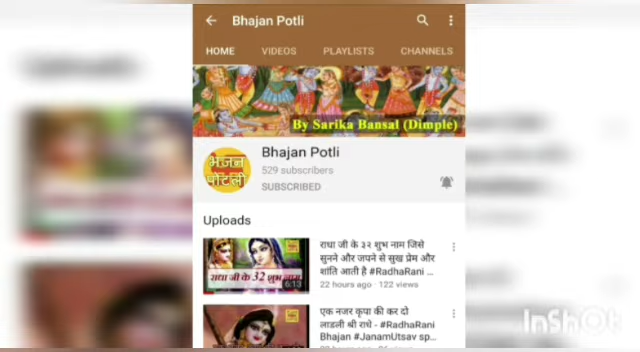 Bhajan Potli
HOME VIDEOS PLAYLISTS CHANNELS
By Sarika Bansal (Dimple)
भजन
पोटली
Bhajan Potli
529 subscribers
SUBSCRIBED
Uploads
राधा जी के 32 शुभ नाम
6:13
राधा जी के ३२ शुभ नाम जिसे
सुनने और जपने से सुख प्रेम और
शांति आती है #RadhaRani ...
22 hours ago · 122 views
एक नजर कृपा की कर दो
लाडली श्री राधे - #RadhaRani
Bhajan #JanamUtsav sp...
InShOt